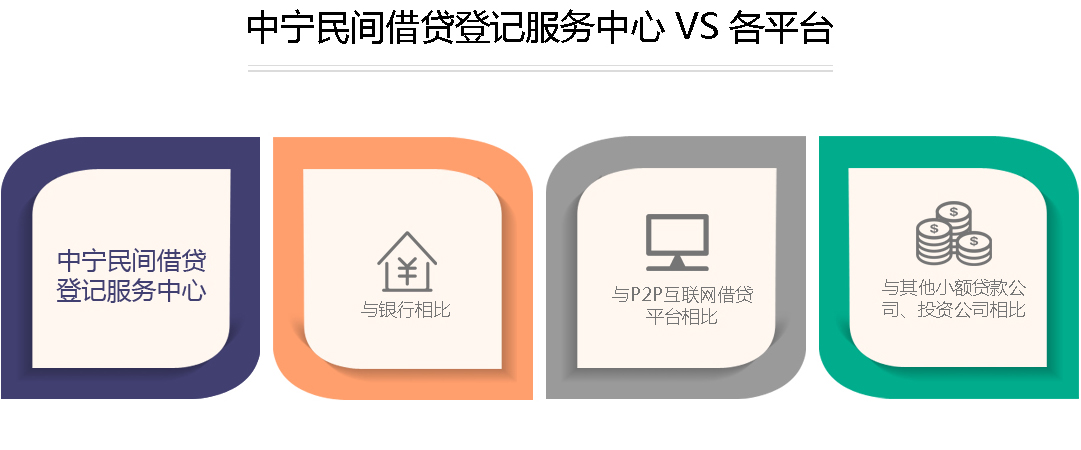 中宁民间借贷登记服务中心 VS 各平台
中宁民间借贷
登记服务中心
与银行相比
与P2P互联网借贷
平台相比
与其他小额贷款公
司、投资公司相比